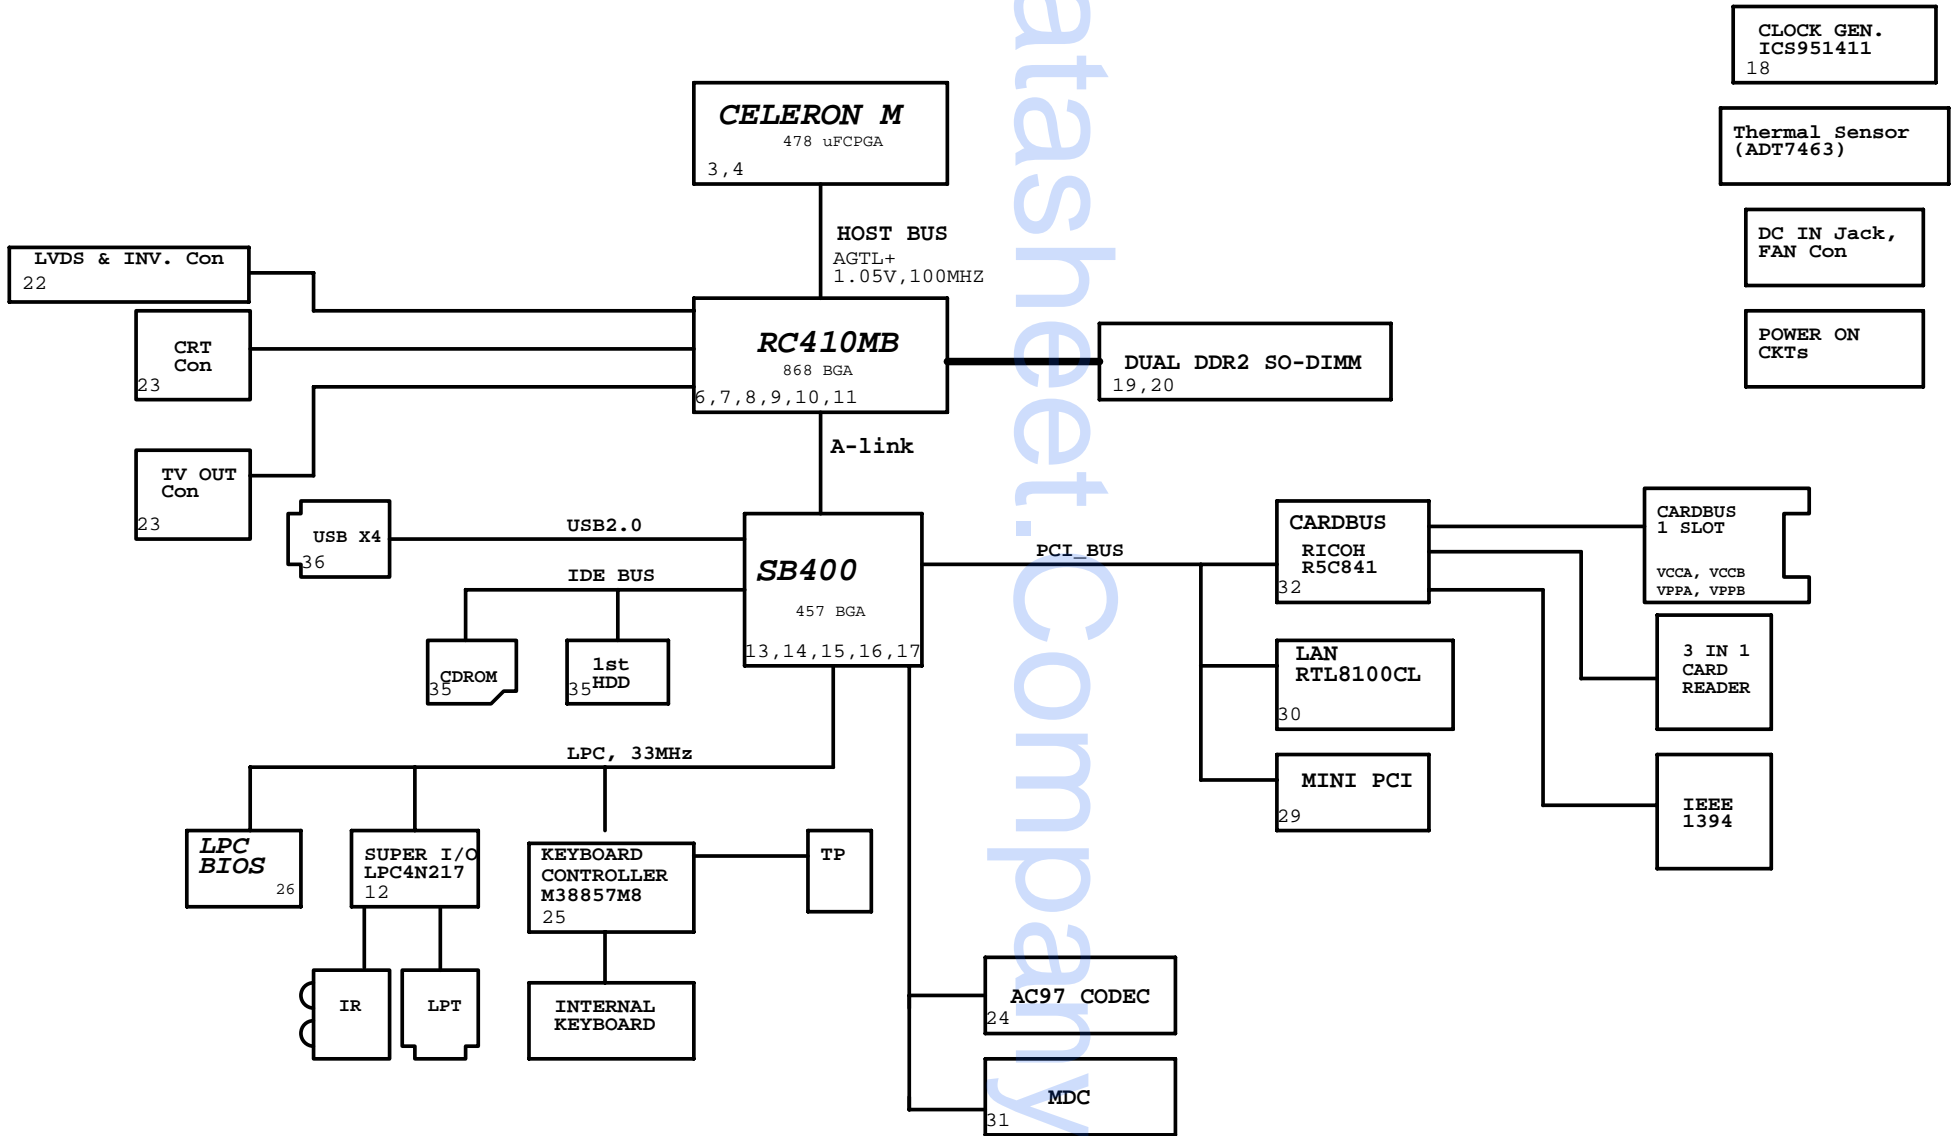 CLOCK GEN.
ICS951411
18
CELERON M
478 uFCPGA
3,4
Thermal Sensor
(ADT7463)
HOST BUS
AGTL+
1.05V,100MHZ
DC IN Jack,
FAN Con
LVDS & INV. Con
22
CRT
Con
23
RC410MB
868 BGA
6,7,8,9,10,11
DUAL DDR2 SO-DIMM
19,20
POWER ON
CKTs
A-link
TV OUT
Con
23
USB X4
36
USB2.0
IDE BUS
SB400
457 BGA
13,14,15,16,17
PCI_BUS
CARDBUS
RICOH
R5C841
32
CARDBUS
1 SLOT
VCCA, VCCB
VPPA, VPPB
CDROM
35
1st
HDD
35
LAN
RTL8100CL
30
3 IN 1
CARD
READER
LPC, 33MHz
MINI PCI
29
IEEE
1394
LPC
BIOS
26
SUPER I/O
LPC4N217
12
KEYBOARD
CONTROLLER
M38857M8
25
TP
IR
LPT
INTERNAL
KEYBOARD
AC97 CODEC
24
MDC
31
atasheet.Company